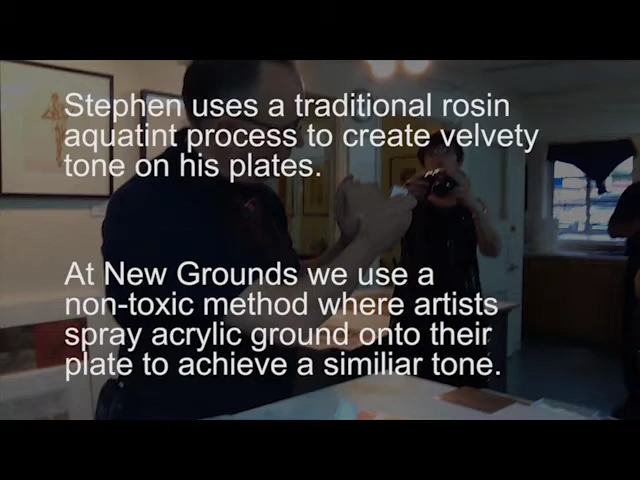 Stephen uses a traditional rosin
aquatint process to create velvety
tone on his plates.
At New Grounds we use a
non-toxic method where artists
spray acrylic ground onto their
plate to achieve a similiar tone.